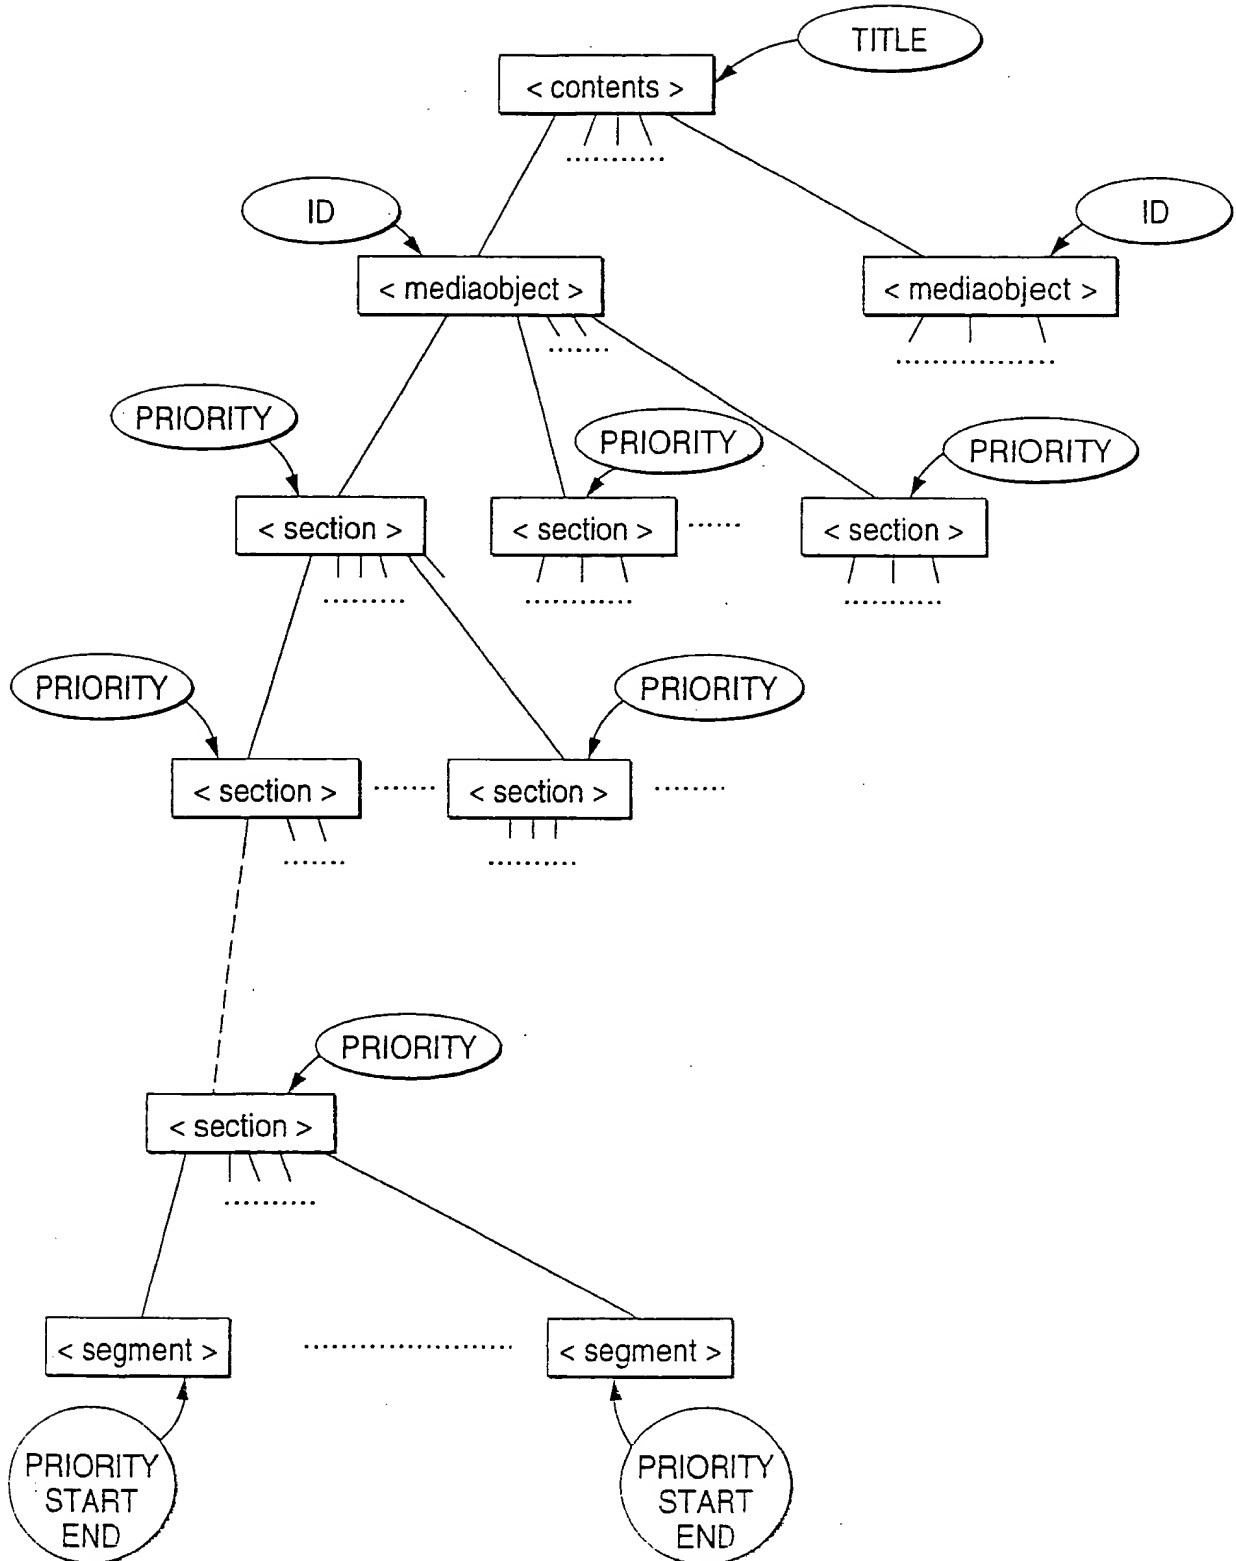 TITLE
< contents >
ID
ID
< mediaobject >
< mediaobject >
PRIORITY
PRIORITY
PRIORITY
< section >
< section >
< section >
PRIORITY
PRIORITY
< section >
< section >
PRIORITY
< section >
< segment >
< segment >
PRIORITY
START
END
PRIORITY
START
END